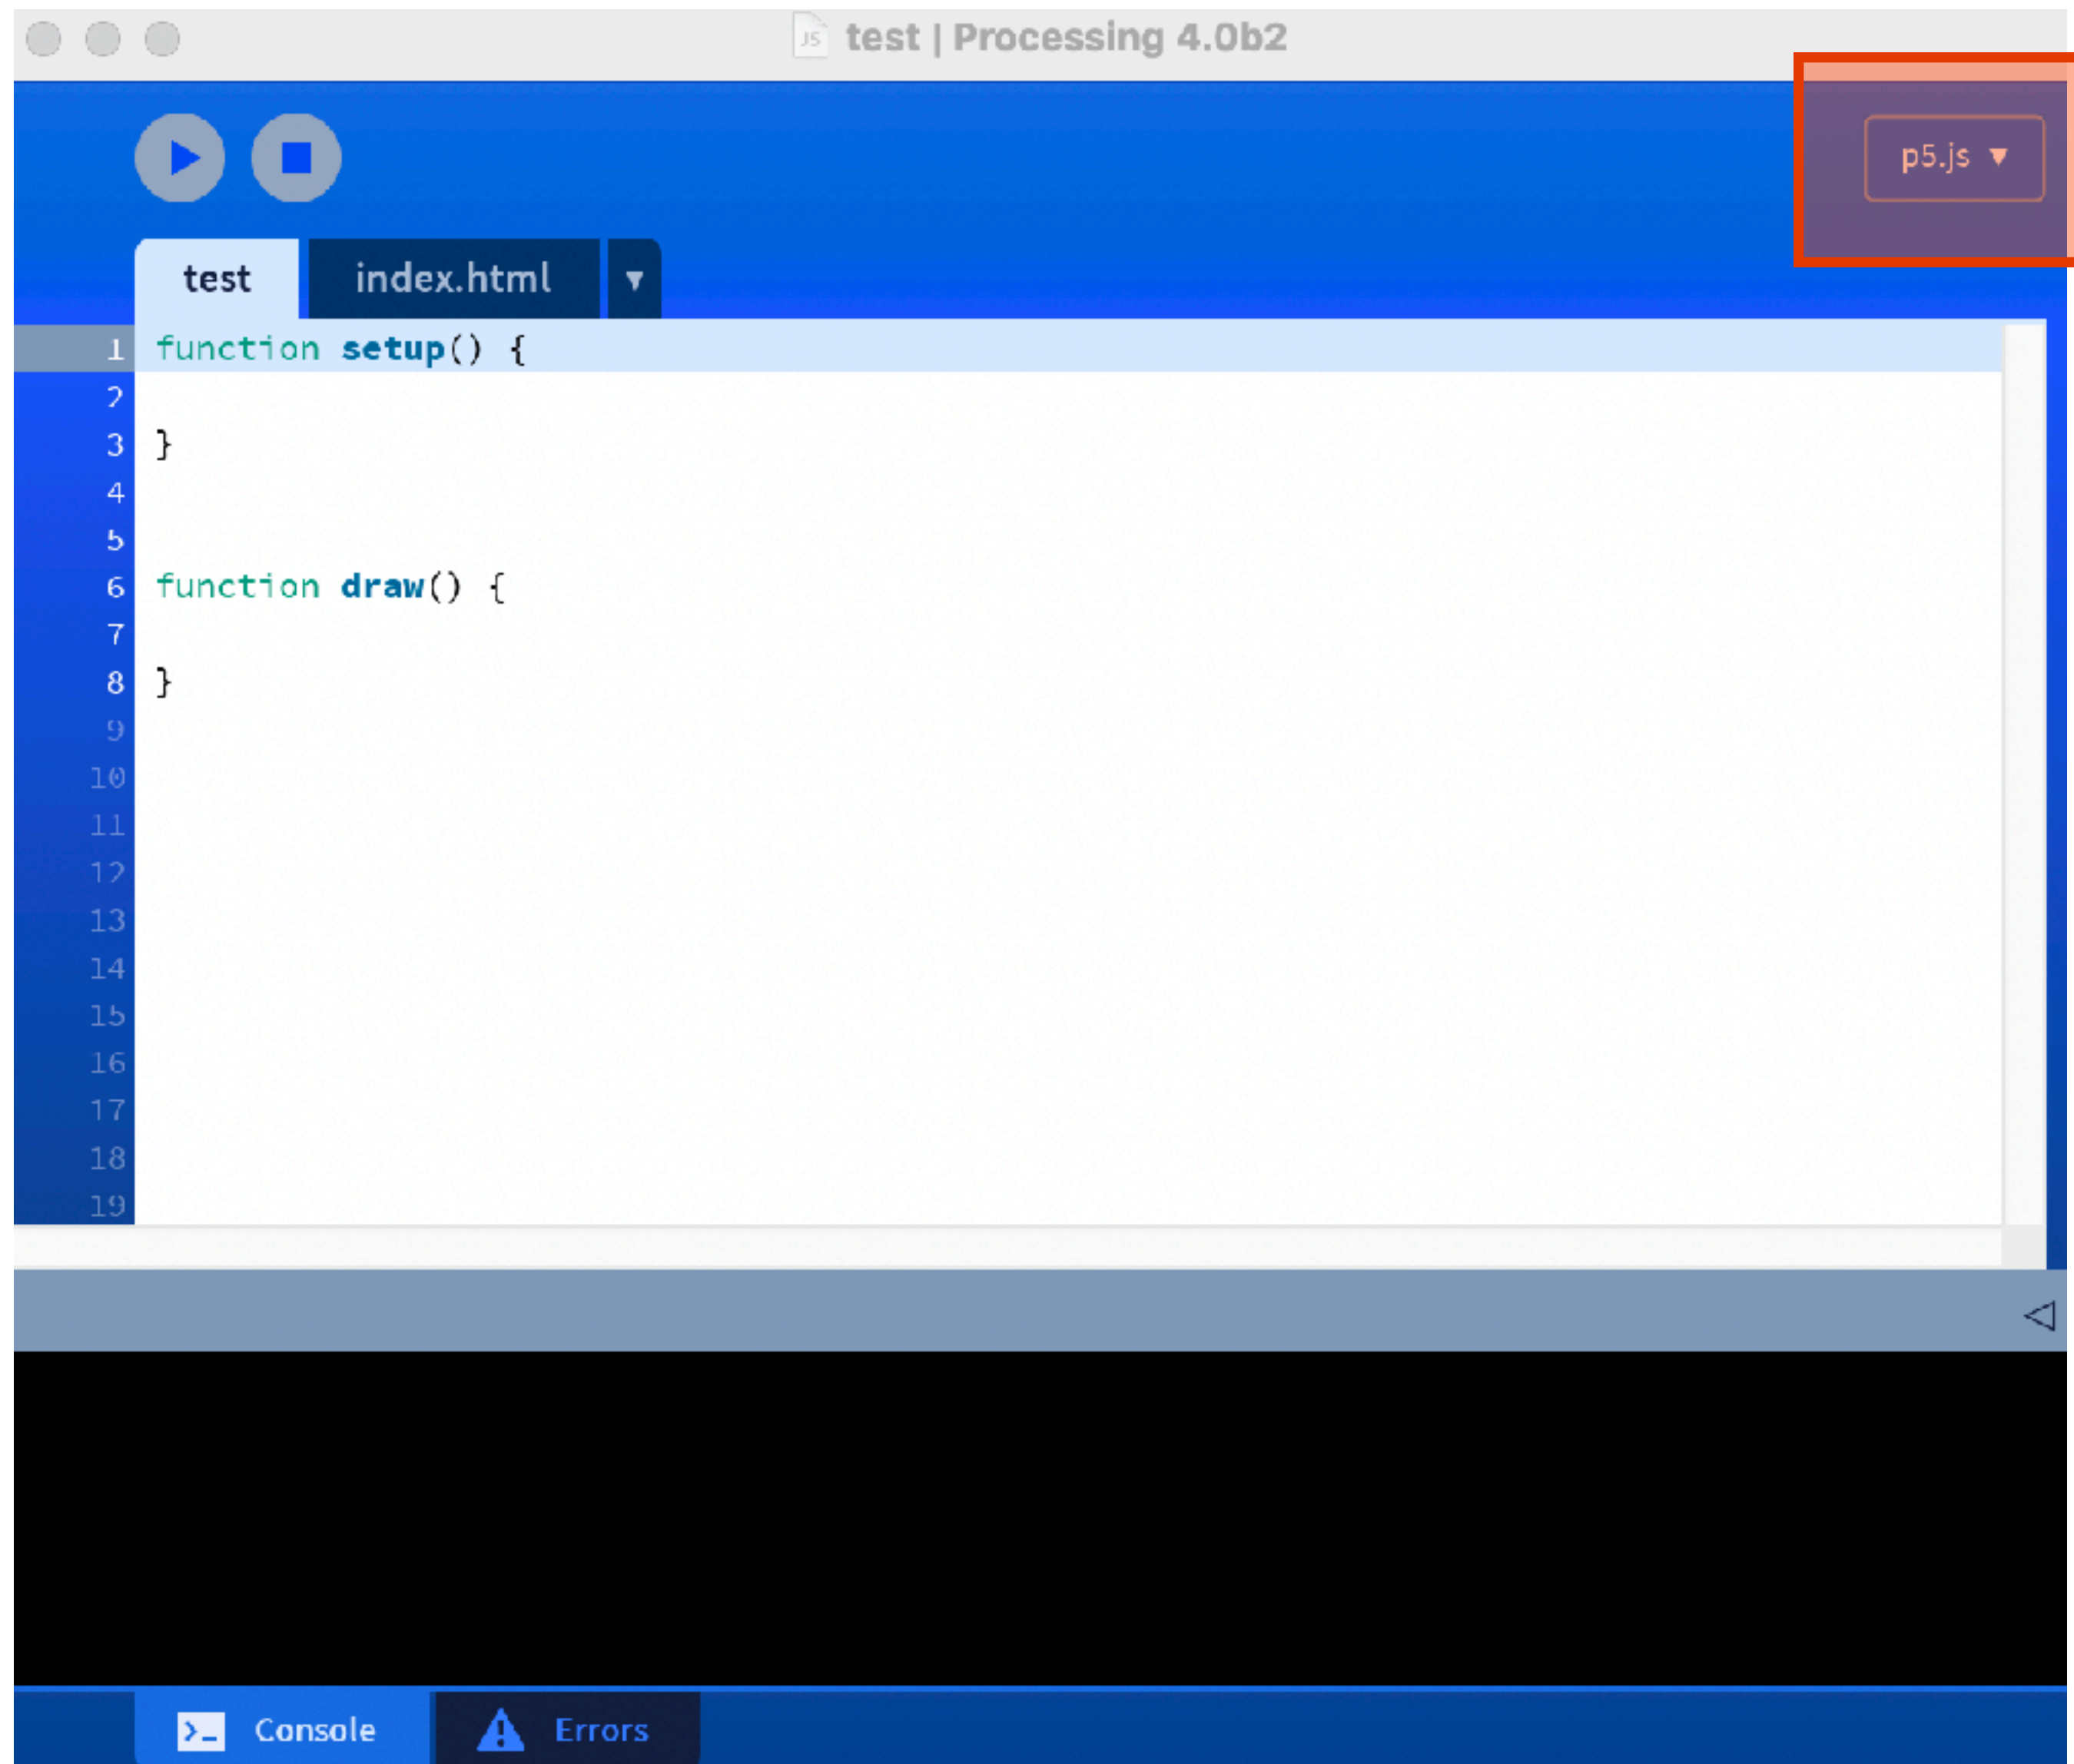 JS test | Processing 4.0b2
p5.js ▼
test index.html ▼
1 function setup() {
2
3 }
4
5
6 function draw() {
7
8 }
9
10
11
12
13
14
15
16
17
18
19
Console Errors